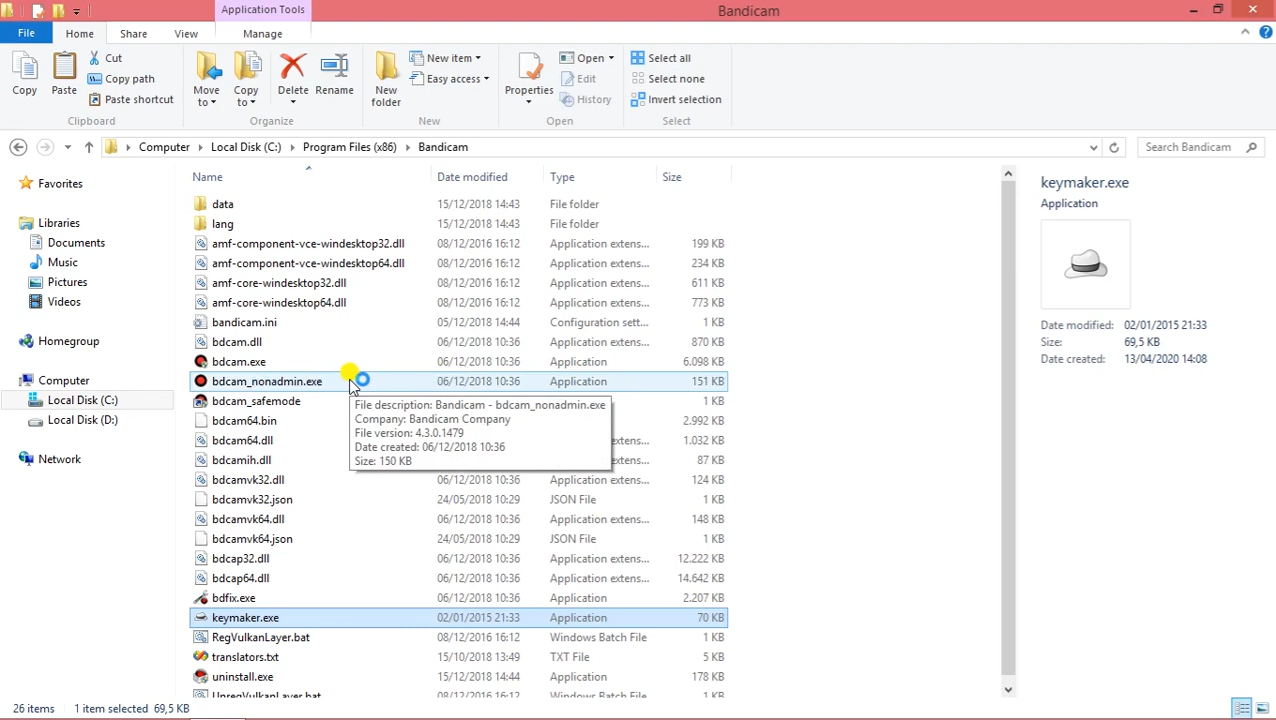 Application Tools
Bandicam
File
Home
Share
View
Manage
Copy
Paste
Cut
Copy path
Paste shortcut
Clipboard
Move to
Copy to
Delete
Rename
Organize
New folder
New item
Easy access
New
Properties
Open
Edit
History
Open
Select all
Select none
Invert selection
Select
Computer
Local Disk (C:)
Program Files (x86)
Bandicam
Search Bandicam
Favorites
Libraries
Documents
Music
Pictures
Videos
Homegroup
Computer
Local Disk (C:)
Local Disk (D:)
Network
Name Date modified Type Size
data 15/12/2018 14:43 File folder
lang 15/12/2018 14:43 File folder
amf-component-vce-windesktop32.dll 08/12/2016 16:12 Application extens... 199 KB
amf-component-vce-windesktop64.dll 08/12/2016 16:12 Application extens... 234 KB
amf-core-windesktop32.dll 08/12/2016 16:12 Application extens... 611 KB
amf-core-windesktop64.dll 08/12/2016 16:12 Application extens... 773 KB
bandicam.ini 05/12/2018 14:44 Configuration sett... 1 KB
bdcam.dll 06/12/2018 10:36 Application extens... 870 KB
bdcam.exe 06/12/2018 10:36 Application 6.098 KB
bdcam_nonadmin.exe 06/12/2018 10:36 Application 151 KB
bdcam_safemode 1 KB
bdcam64.bin 2.992 KB
bdcam64.dll xtens... 1.032 KB
bdcamih.dll xtens... 87 KB
File description: Bandicam - bdcam_nonadmin.exe
Company: Bandicam Company
File version: 4.3.0.1479
Date created: 06/12/2018 10:36
Size: 150 KB
bdcamvk32.dll 06/12/2018 10:36 Application extens... 124 KB
bdcamvk32.json 24/05/2018 10:29 JSON File 1 KB
bdcamvk64.dll 06/12/2018 10:36 Application extens... 148 KB
bdcamvk64.json 24/05/2018 10:29 JSON File 1 KB
bdcap32.dll 06/12/2018 10:36 Application extens... 12.222 KB
bdcap64.dll 06/12/2018 10:36 Application extens... 14.642 KB
bdfix.exe 06/12/2018 10:36 Application 2.207 KB
keymaker.exe 02/01/2015 21:33 Application 70 KB
RegVulkanLayer.bat 08/12/2016 16:12 Windows Batch File 1 KB
translators.txt 15/10/2018 13:49 TXT File 5 KB
uninstall.exe 15/12/2018 14:44 Application 178 KB
UnregVulkanLayer.bat 08/12/2016 16:12 Windows Batch File 1 KB
keymaker.exe
Application
Date modified: 02/01/2015 21:33
Size: 69,5 KB
Date created: 13/04/2020 14:08
26 items 1 item selected 69,5 KB